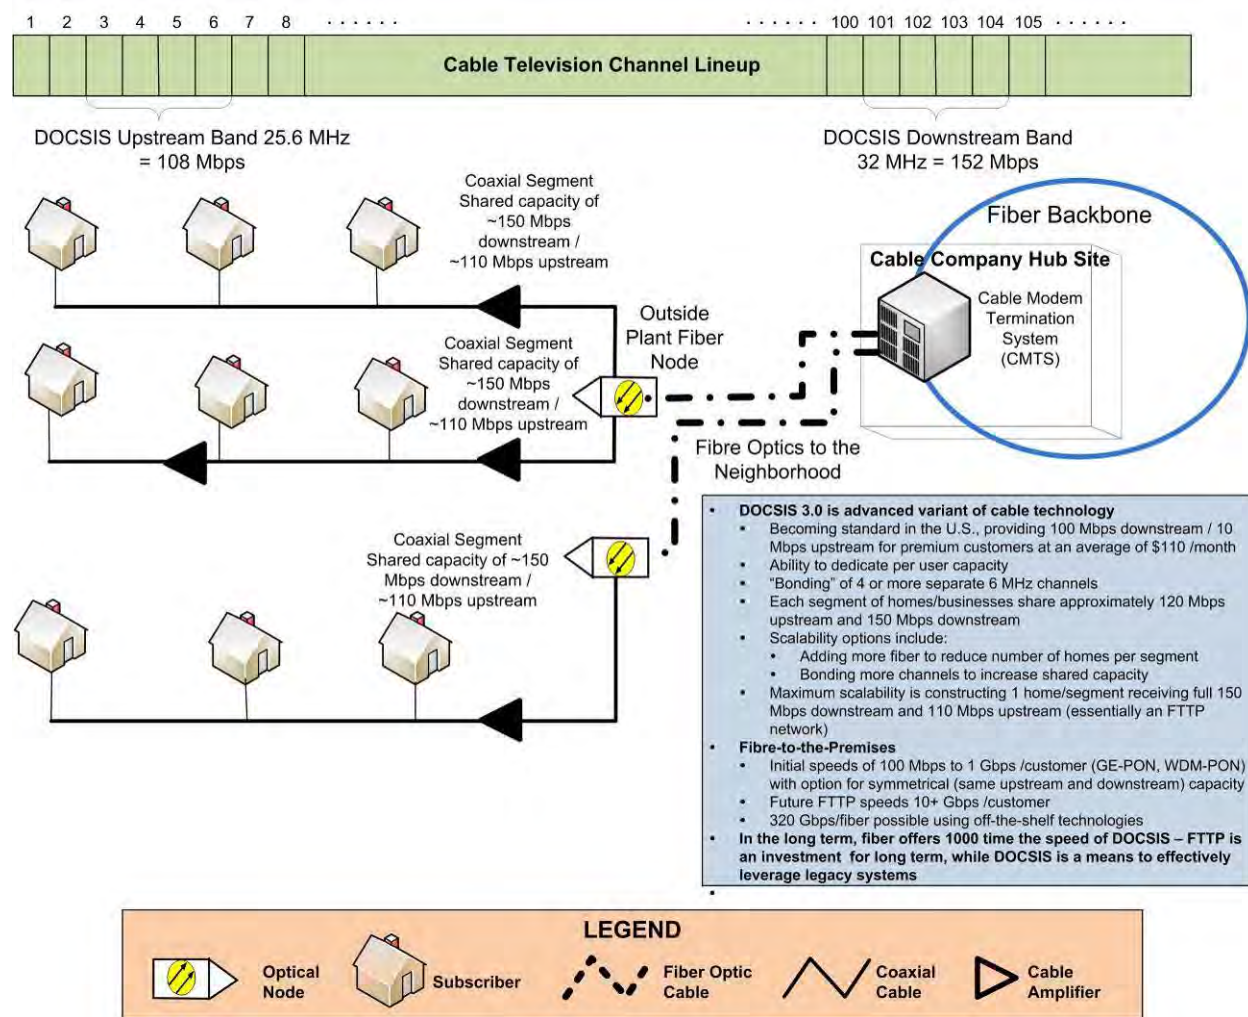 1 2 3 4 5 6 7 8 . . . . . . . . . . . . 100 101 102 103 104 105 . . . . . .
Cable Television Channel Lineup
DOCSIS Upstream Band 25.6 MHz
= 108 Mbps
DOCSIS Downstream Band
32 MHz = 152 Mbps
Coaxial Segment
Shared capacity of
~150 Mbps
downstream /
~110 Mbps upstream
Fiber Backbone
Cable Company Hub Site
Cable Modem
Termination
System
(CMTS)
Outside
Plant Fiber
Node
Coaxial Segment
Shared capacity of
~150 Mbps
downstream /
~110 Mbps upstream
Fibre Optics to the
Neighborhood
Coaxial Segment
Shared capacity of ~150
Mbps downstream /
~110 Mbps upstream
• DOCSIS 3.0 is advanced variant of cable technology
• Becoming standard in the U.S., providing 100 Mbps downstream / 10
Mbps upstream for premium customers at an average of $110 /month
• Ability to dedicate per user capacity
• "Bonding" of 4 or more separate 6 MHz channels
• Each segment of homes/businesses share approximately 120 Mbps
upstream and 150 Mbps downstream
• Scalability options include:
• Adding more fiber to reduce number of homes per segment
• Bonding more channels to increase shared capacity
• Maximum scalability is constructing 1 home/segment receiving full 150
Mbps downstream and 110 Mbps upstream (essentially an FTTP
network)
• Fibre-to-the-Premises
• Initial speeds of 100 Mbps to 1 Gbps /customer (GE-PON, WDM-PON)
with option for symmetrical (same upstream and downstream) capacity
• Future FTTP speeds 10+ Gbps /customer
• 320 Gbps/fiber possible using off-the-shelf technologies
• In the long term, fiber offers 1000 time the speed of DOCSIS – FTTP is
an investment for long term, while DOCSIS is a means to effectively
leverage legacy systems
•
LEGEND
Optical
Node
Subscriber
Fiber Optic
Cable
Coaxial
Cable
Cable
Amplifier